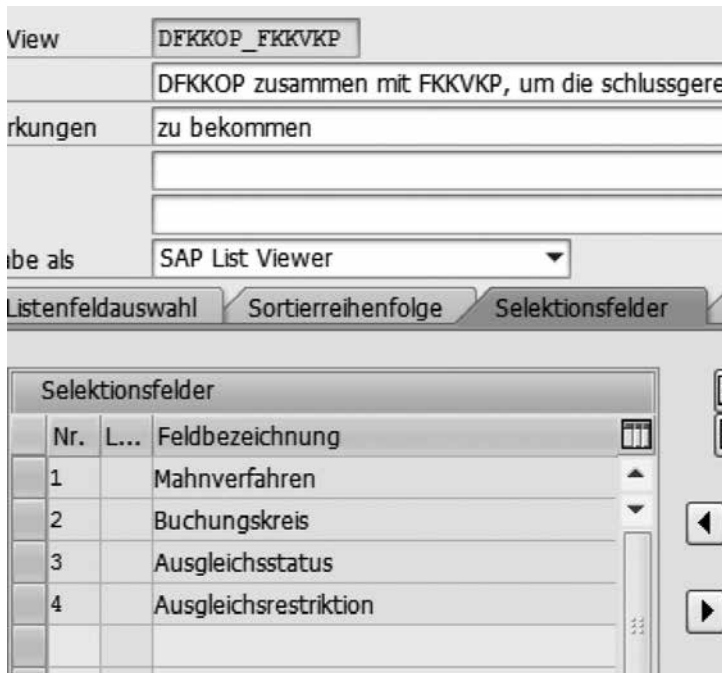 View DFKKOP_FKKVKP
DFKKOP zusammen mit FKKVKP, um die schlussgere
rkungen zu bekommen
be als SAP List Viewer
Listenfeldauswahl Sortierreihenfolge Selektionsfelder
Selektionsfelder
Nr. L... Feldbezeichnung
1 Mahnverfahren
2 Buchungskreis
3 Ausgleichsstatus
4 Ausgleichsrestriktion